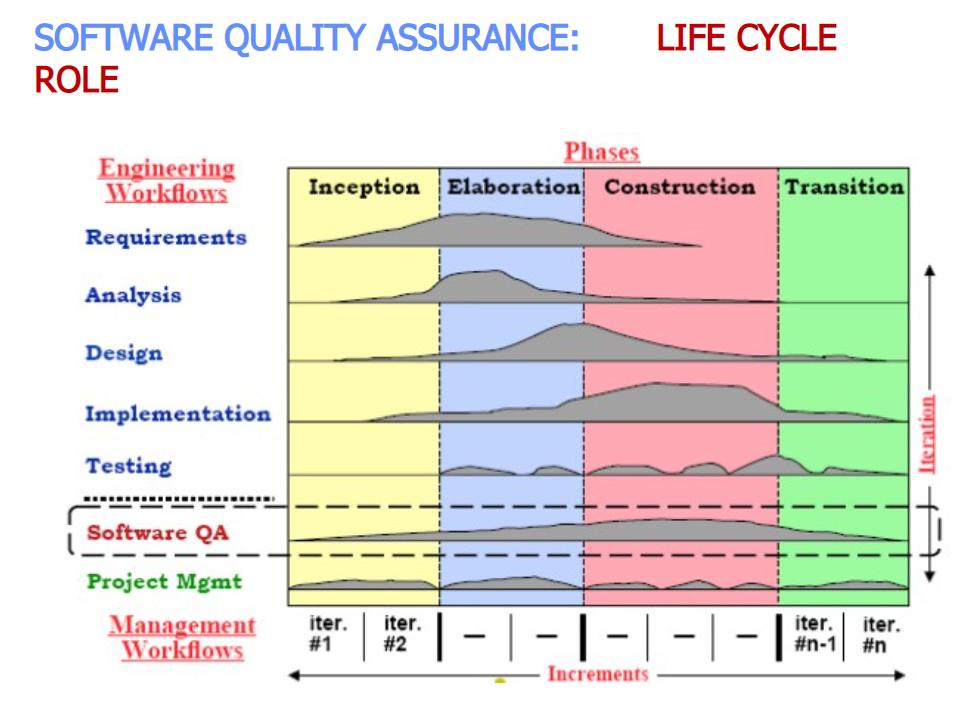 SOFTWARE QUALITY ASSURANCE: LIFE CYCLE
ROLE
Phases
Engineering
Workflows
Inception Elaboration Construction Transition
Requirements
Analysis
Design
Implementation
Testing
Software QA
Project Mgmt
Iteration
Management
Workflows
iter. #1
iter. #2
iter. #n-1
iter. #n
Increments